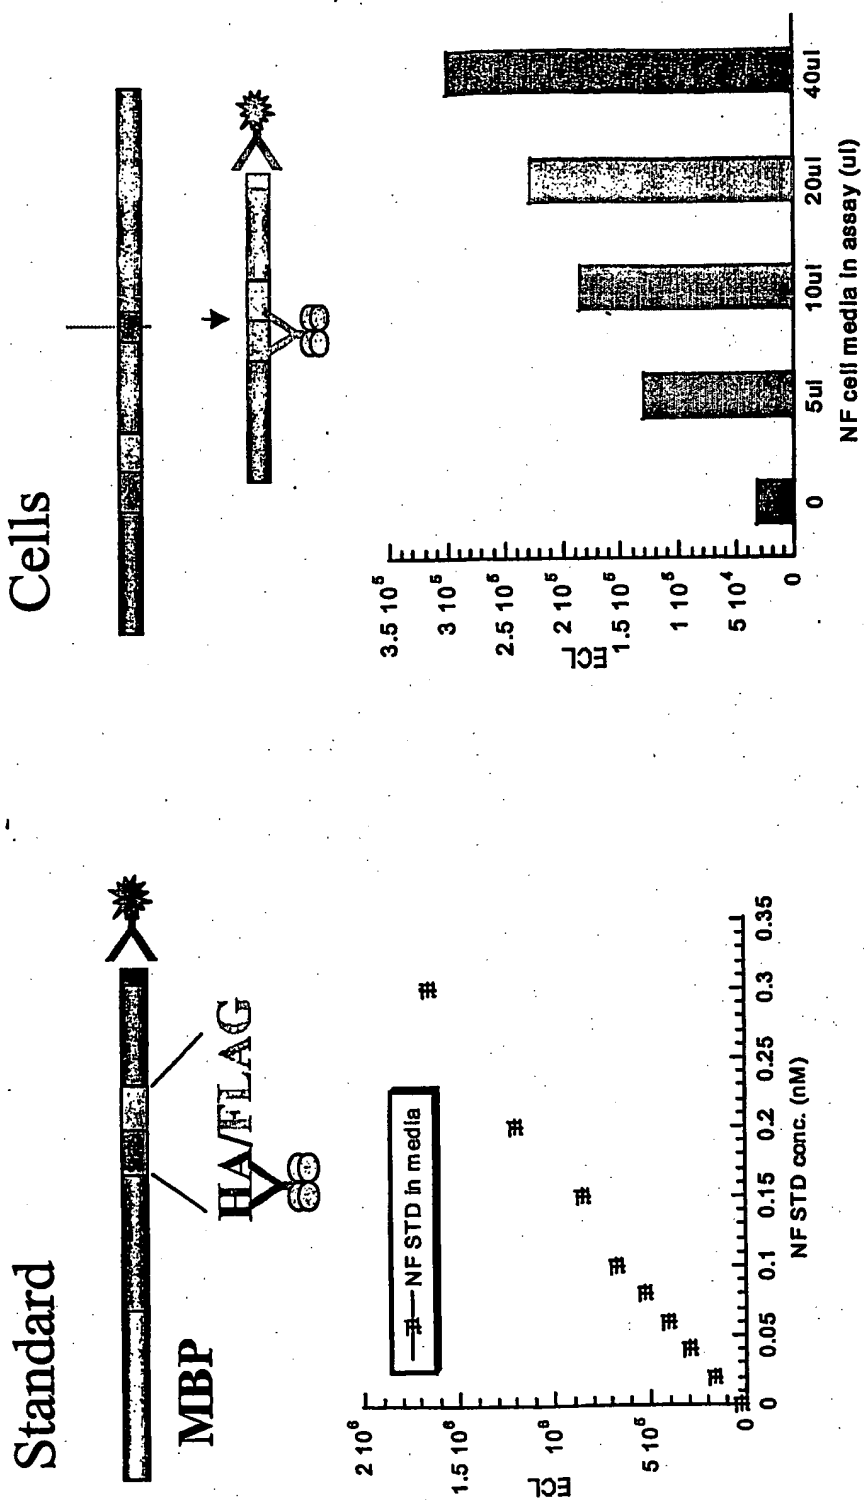 Standard
MBP
HA/FLAG
NF STD in media
2 10⁶
1.5 10⁶
10⁶
5 10⁵
0
ECL
0 0.05 0.1 0.15 0.2 0.25 0.3 0.35
NF STD conc. (nM)
Cells
3.5 10⁵
3 10⁵
2.5 10⁵
2 10⁵
1.5 10⁵
1 10⁵
5 10⁴
0
ECL
0 5ul 10ul 20ul 40ul
NF cell media in assay (ul)